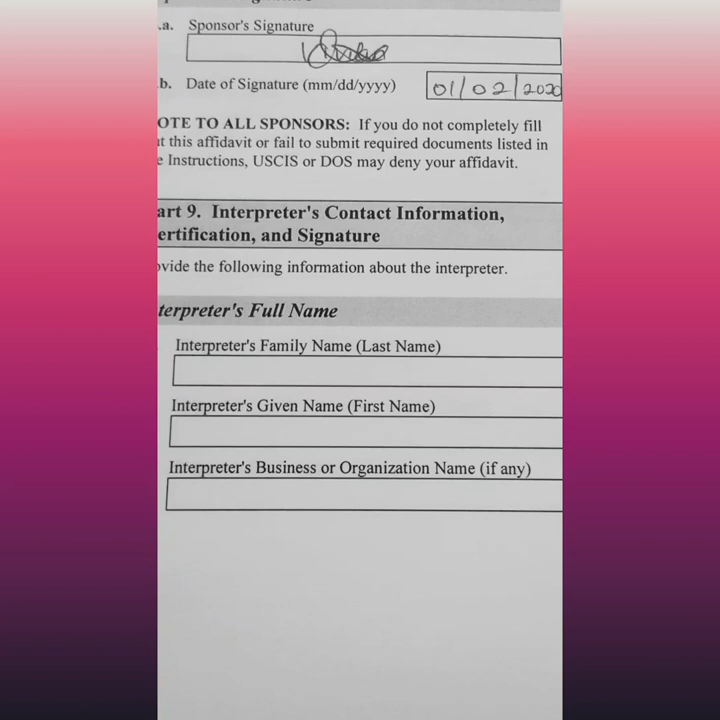 .a. Sponsor's Signature
.b. Date of Signature (mm/dd/yyyy) 01/02/2020
OTE TO ALL SPONSORS: If you do not completely fill
ut this affidavit or fail to submit required documents listed in
e Instructions, USCIS or DOS may deny your affidavit.
art 9. Interpreter's Contact Information,
ertification, and Signature
ovide the following information about the interpreter.
terpreter's Full Name
Interpreter's Family Name (Last Name)
Interpreter's Given Name (First Name)
Interpreter's Business or Organization Name (if any)